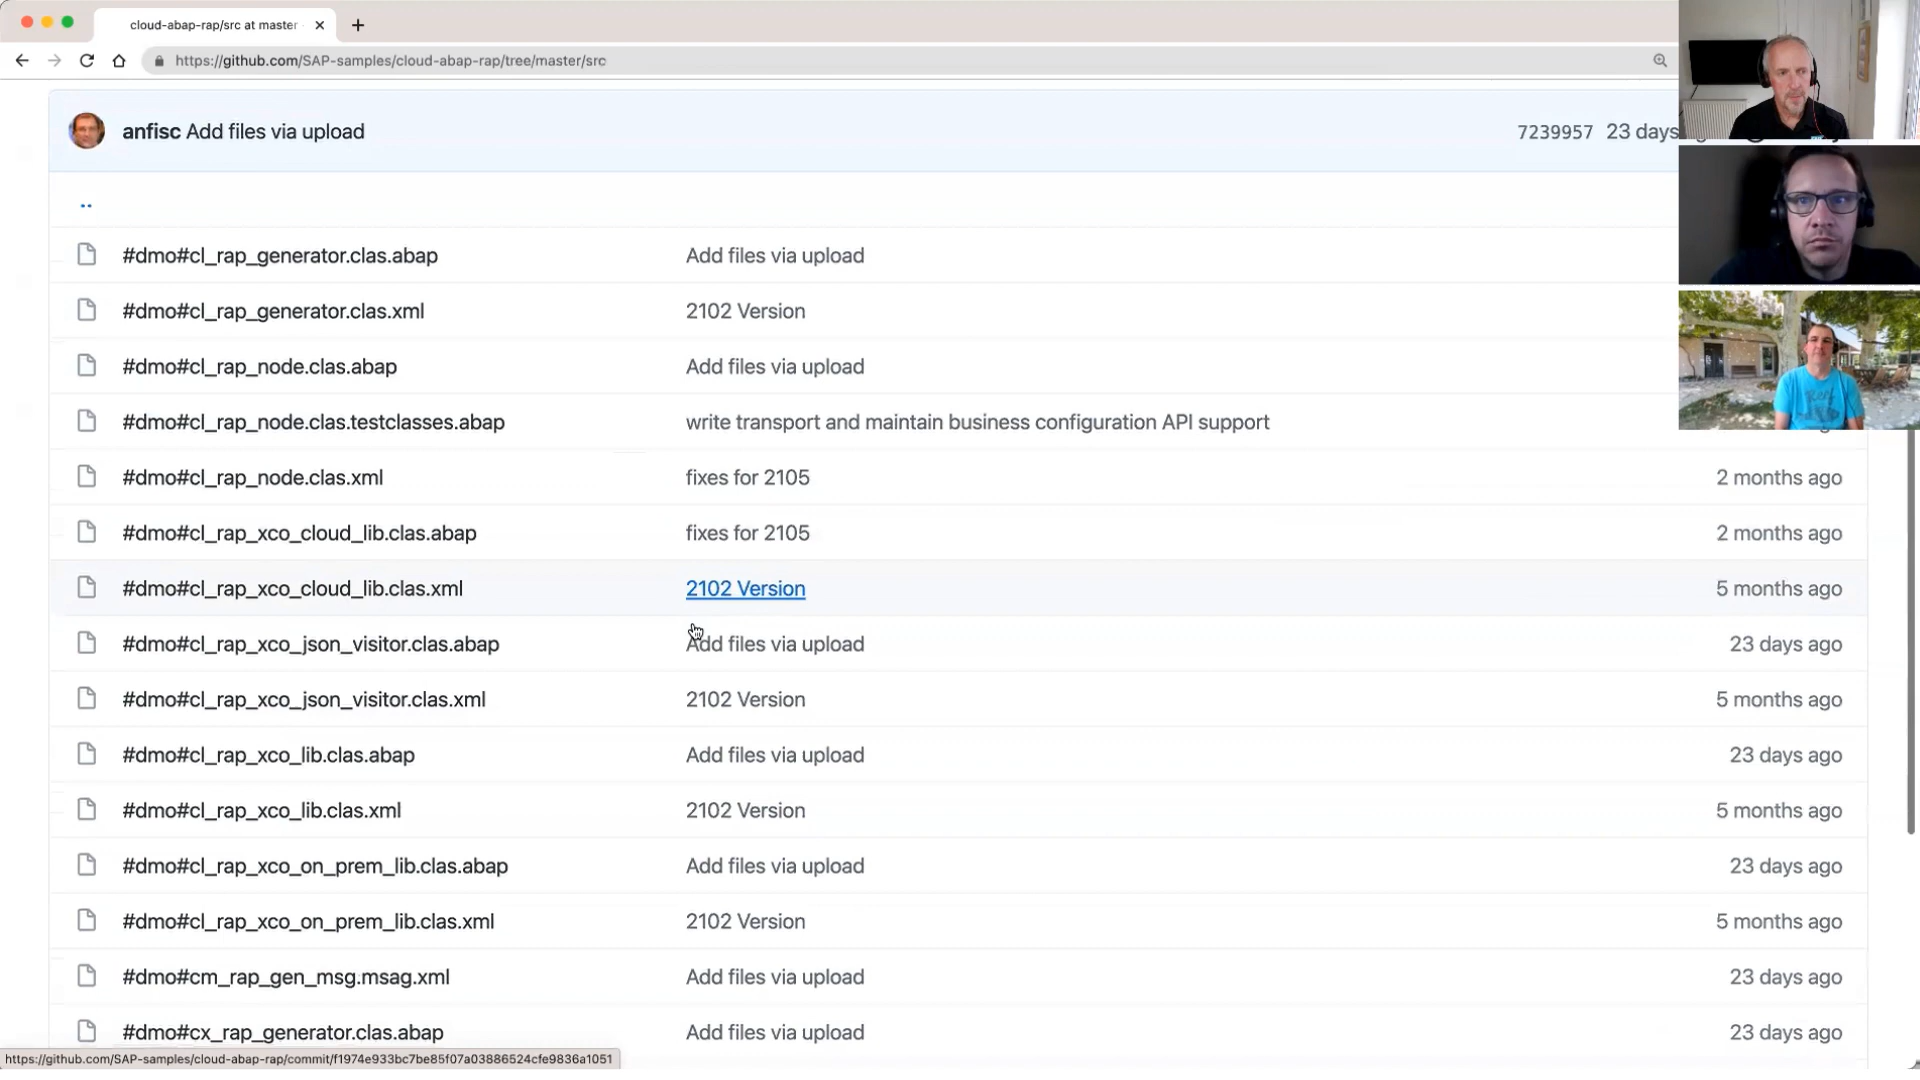 cloud-abap-rap/src at master
https://github.com/SAP-samples/cloud-abap-rap/tree/master/src
anfisc Add files via upload 7239957 23 days
..
#dmo#cl_rap_generator.clas.abap Add files via upload
#dmo#cl_rap_generator.clas.xml 2102 Version
#dmo#cl_rap_node.clas.abap Add files via upload
#dmo#cl_rap_node.clas.testclasses.abap write transport and maintain business configuration API support
#dmo#cl_rap_node.clas.xml fixes for 2105 2 months ago
#dmo#cl_rap_xco_cloud_lib.clas.abap fixes for 2105 2 months ago
#dmo#cl_rap_xco_cloud_lib.clas.xml 2102 Version 5 months ago
#dmo#cl_rap_xco_json_visitor.clas.abap Add files via upload 23 days ago
#dmo#cl_rap_xco_json_visitor.clas.xml 2102 Version 5 months ago
#dmo#cl_rap_xco_lib.clas.abap Add files via upload 23 days ago
#dmo#cl_rap_xco_lib.clas.xml 2102 Version 5 months ago
#dmo#cl_rap_xco_on_prem_lib.clas.abap Add files via upload 23 days ago
#dmo#cl_rap_xco_on_prem_lib.clas.xml 2102 Version 5 months ago
#dmo#cm_rap_gen_msg.msag.xml Add files via upload 23 days ago
#dmo#cx_rap_generator.clas.abap Add files via upload 23 days ago
https://github.com/SAP-samples/cloud-abap-rap/commit/f1974e933bc7be85f07a03886524cfe9836a1051